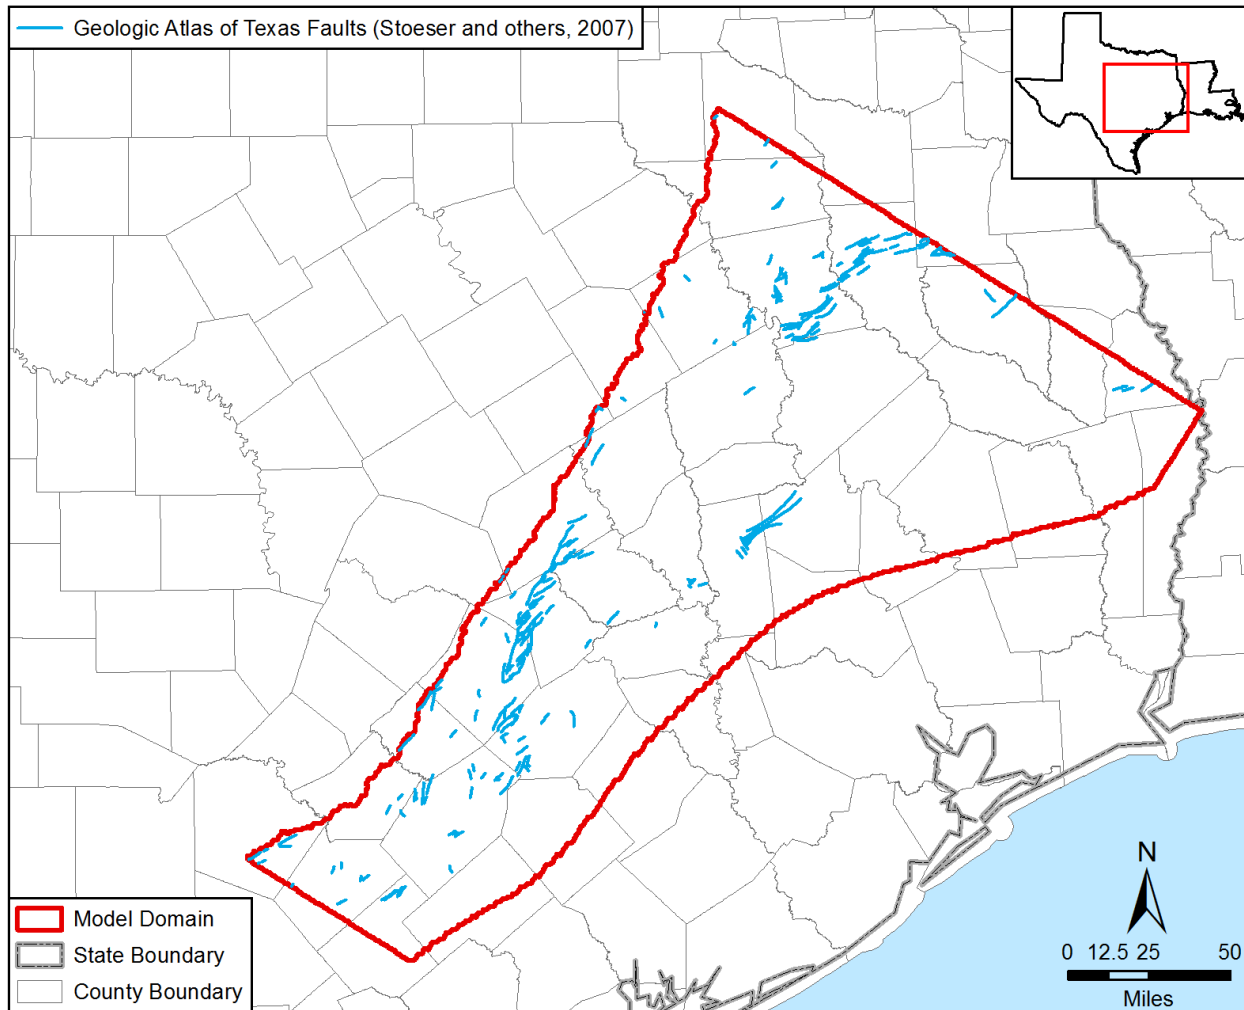 Geologic Atlas of Texas Faults (Stoeser and others, 2007)
N
Model Domain
State Boundary
County Boundary
0 12.5 25 50
Miles